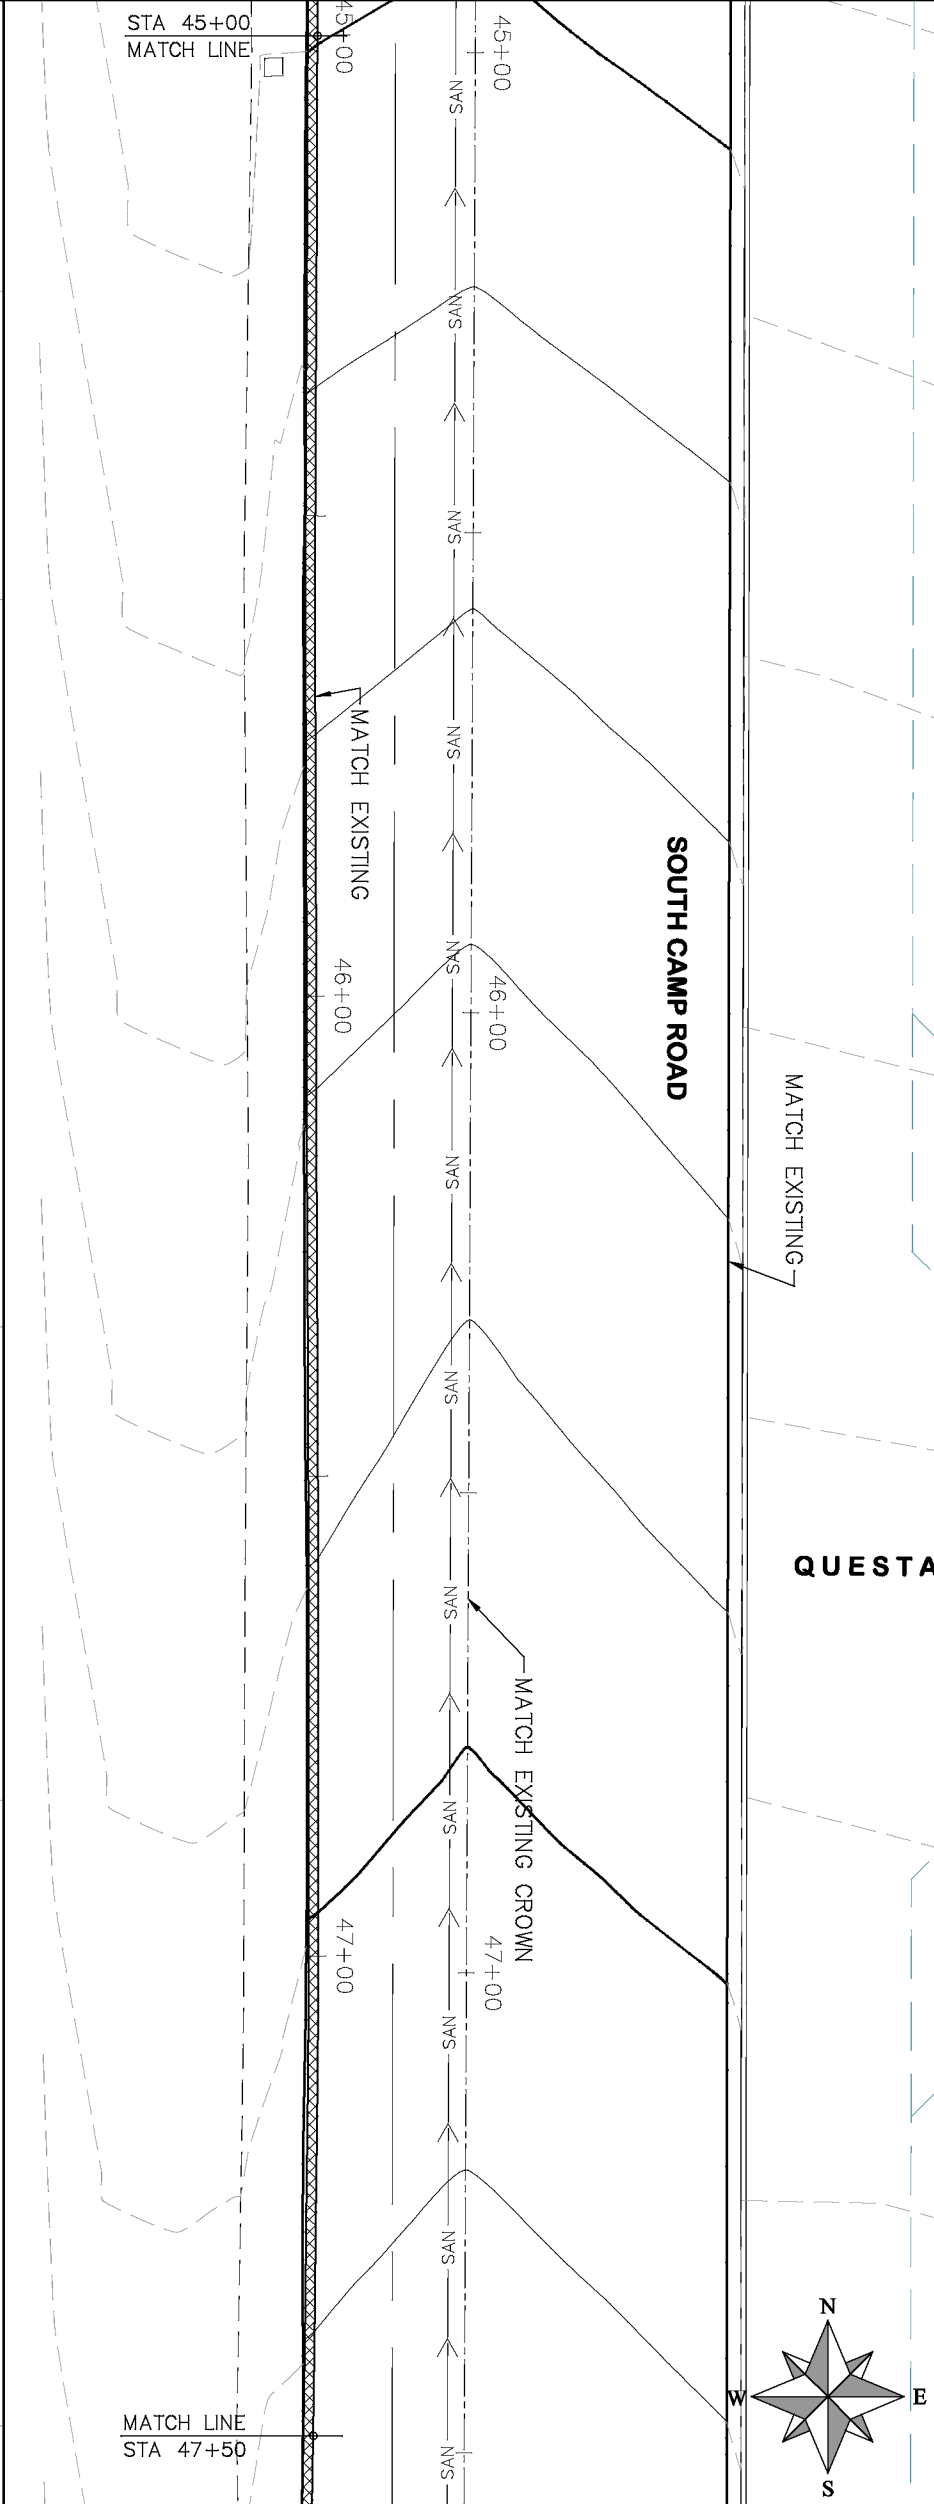 STA 45+00
MATCH LINE
45+00
45+00
SAN
SAN
SAN
MATCH EXISTING
SAN
SOUTH CAMP ROAD
SAN
46+00
46+00
MATCH EXISTING
SAN
SAN
QUESTA
SAN
MATCH EXISTING CROWN
SAN
47+00
47+00
SAN
SAN
N
W
E
S
MATCH LINE
STA 47+50
SAN